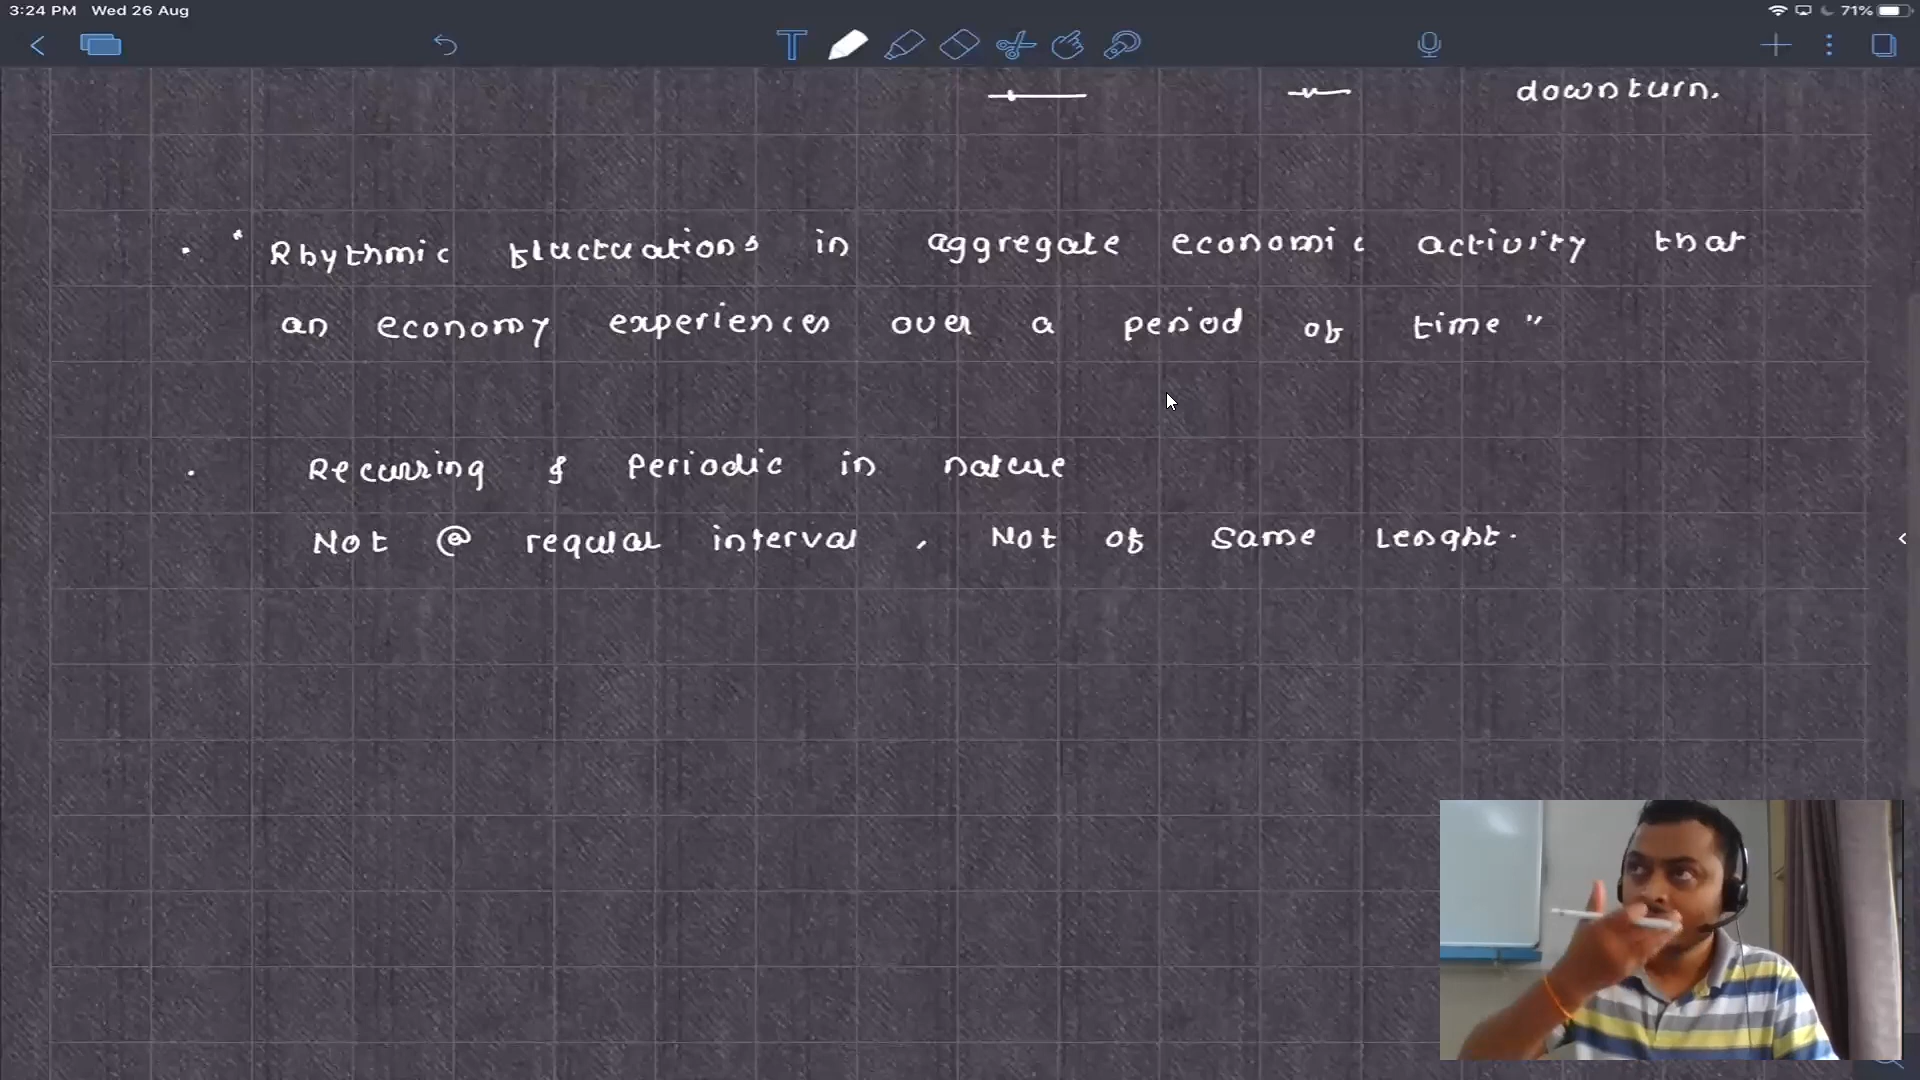 3:24 PM Wed 26 Aug
71%
downturn.
. " Rhythmic fluctuations in aggregate economic activity that
an economy experiences over a period of time "
. Recurring & Periodic in nature
Not @ regular interval , Not of Same Lenght.